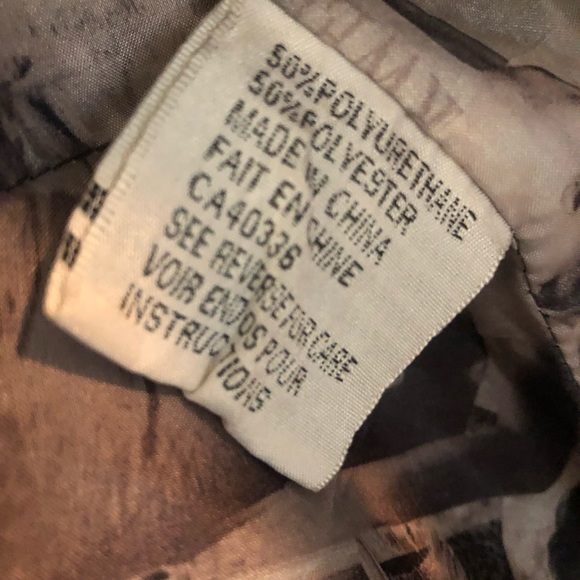 50%POLYURETHANE
50%POLYESTER
MADE IN CHINA
FAIT EN CHINE
CA40336
SEE REVERSE FOR CARE
VOIR ENDOS POUR
INSTRUCTIONS